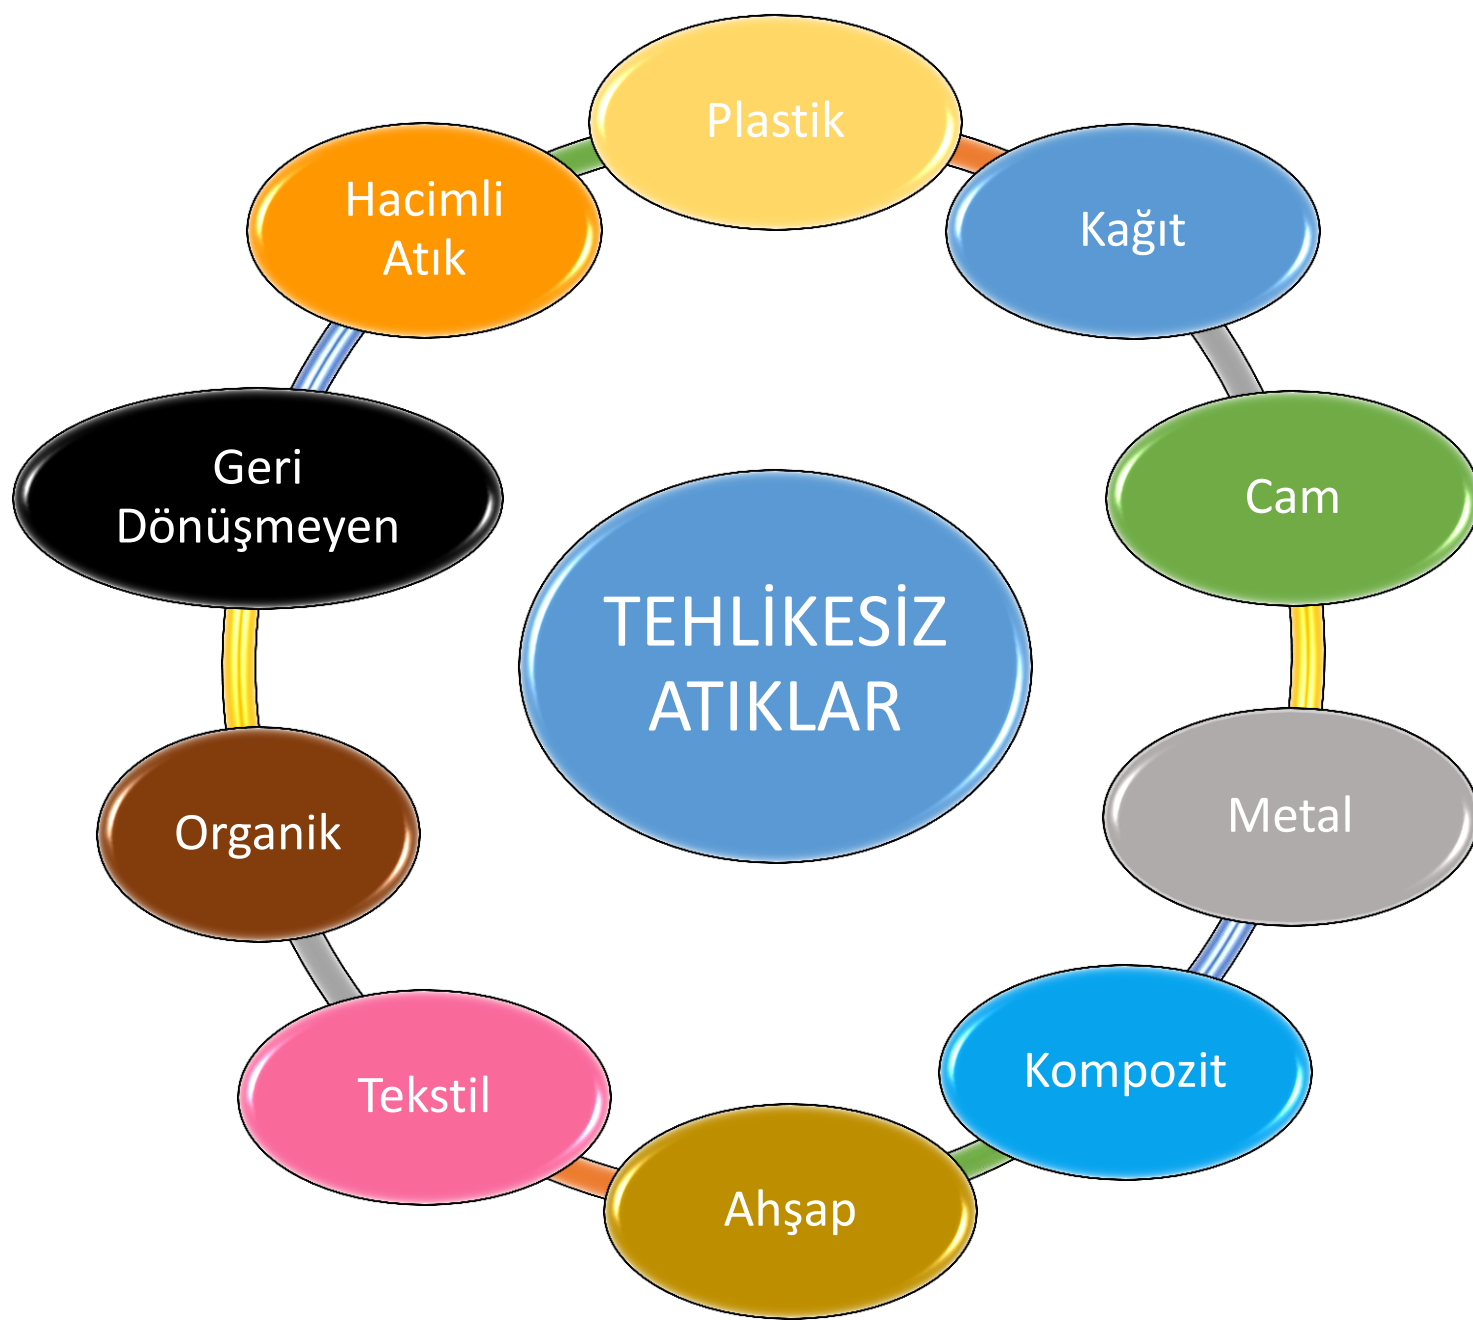 Plastik
Kağıt
Cam
Metal
Kompozit
Ahşap
Tekstil
Organik
Geri
Dönüşmeyen
Hacimli
Atık
TEHLİKESİZ
ATIKLAR